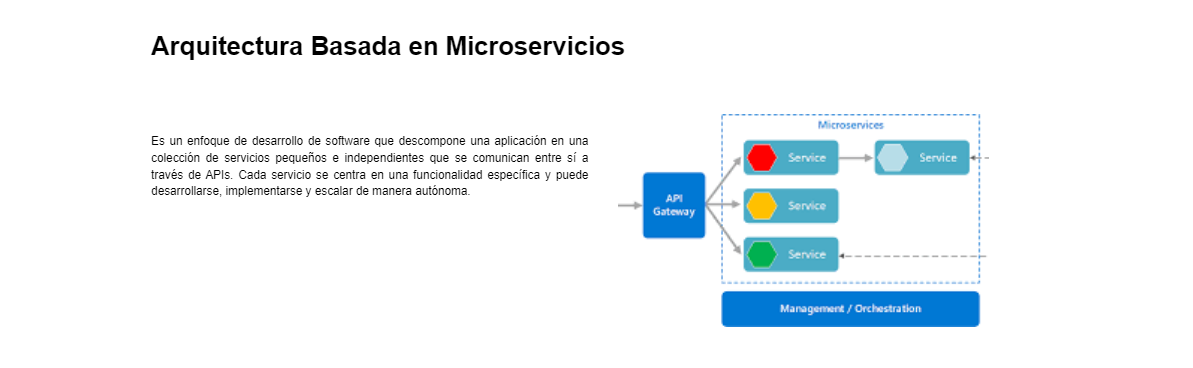 Arquitectura Basada en Microservicios
Es un enfoque de desarrollo de software que descompone una aplicación en una
colección de servicios pequeños e independientes que se comunican entre sí a
través de APIs. Cada servicio se centra en una funcionalidad específica y puede
desarrollarse, implementarse y escalar de manera autónoma.
Microservices
Service
Service
API
Gateway
Service
Service
Management / Orchestration